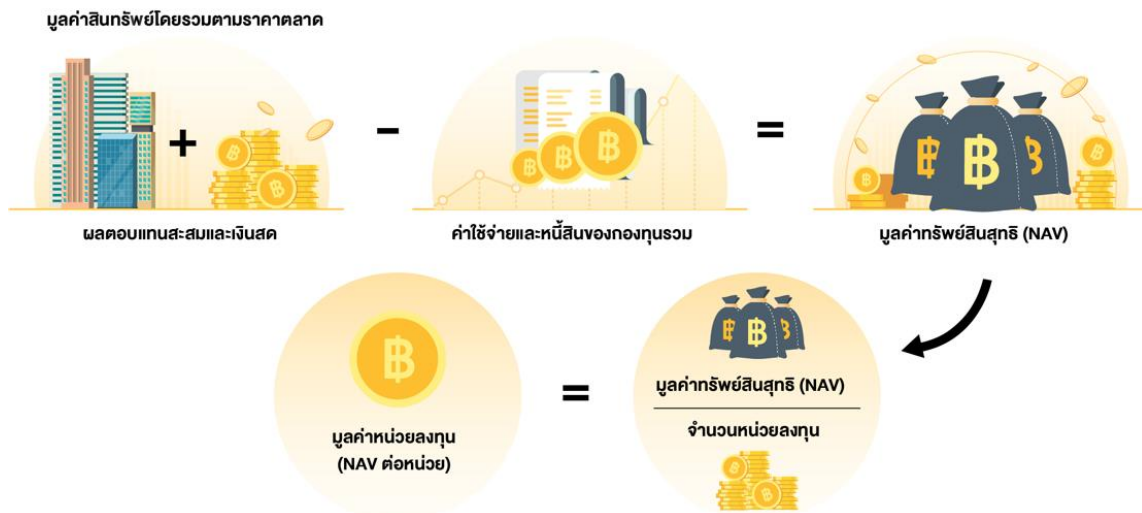 มูลค่าสินทรัพย์โดยรวมตามราคาตลาด
+
-
=
ผลตอบแทนสะสมและเงินสด
ค่าใช้จ่ายและหนี้สินของกองทุนรวม
มูลค่าทรัพย์สินสุทธิ (NAV)
มูลค่าหน่วยลงทุน
(NAV ต่อหน่วย)
=
มูลค่าทรัพย์สินสุทธิ (NAV)
จำนวนหน่วยลงทุน